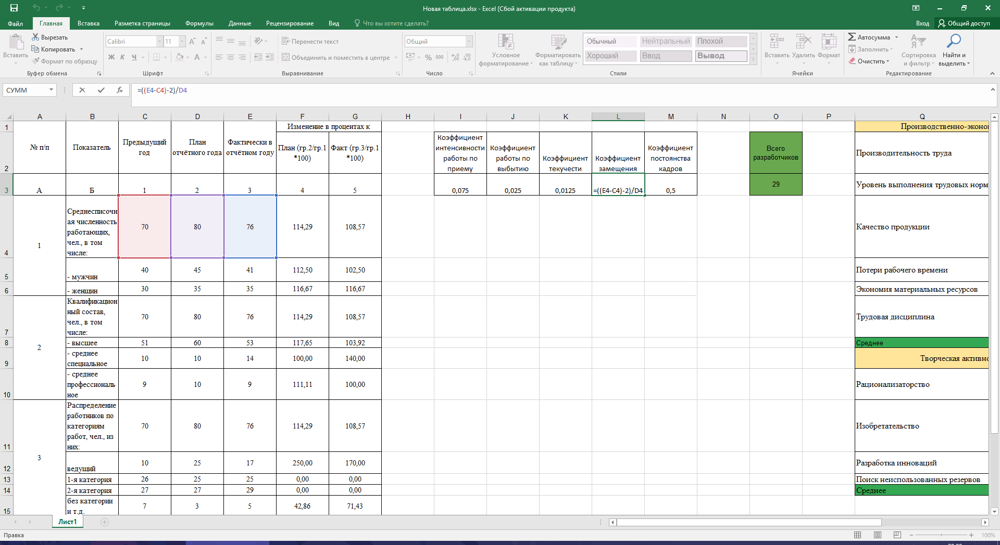 Новая таблица.xlsx - Excel (Сбой активации продукта)
Файл Главная Вставка Разметка страницы Формулы Данные Рецензирование Вид Что вы хотите сделать? Вход Общий доступ
Вставить
Вырезать
Копировать
Формат по образцу
Буфер обмена
Calibri 11
Ж К Ч А
Шрифт
Перенести текст
Объединить и поместить в центре
Выравнивание
Общий
% 000
Число
Условное форматирование
Форматировать как таблицу
Обычный Нейтральный Плохой
Хороший Ввод Вывод
Стили
Вставить Удалить Формат
Ячейки
Автосумма
Заполнить
Очистить
Сортировка и фильтр
Найти и выделить
Редактирование
СУММ fx =((E4-C4)-2)/D4
A B C D E F G H I J K L M N O P Q
1 Изменение в процентах к Производственно-эконо
2 № п/п Показатель Предыдущий год План отчётного года Фактически в отчётном году План (гр.2/гр.1 *100) Факт (гр.3/гр.1 *100) Коэффициент интенсивности работы по приему Коэффициент работы по выбытию Коэффициент текучести Коэффициент замещения Коэффициент постоянства кадров Всего разработчиков Производительность труда
3 А Б 1 2 3 4 5 0,075 0,025 0,0125 =((E4-C4)-2)/D4 0,5 29 Уровень выполнения трудовых норм
4 1 Среднесписочная численность работающих, чел., в том числе: 70 80 76 114,29 108,57 Качество продукции
5 - мужчин 40 45 41 112,50 102,50 Потери рабочего времени
6 - женщин 30 35 35 116,67 116,67 Экономия материальных ресурсов
7 2 Квалификационный состав, чел., в том числе: 70 80 76 114,29 108,57 Трудовая дисциплина
8 - высшее 51 60 53 117,65 103,92 Среднее
9 - среднее специальное 10 10 14 100,00 140,00 Творческая активно
10 - среднее профессиональное 9 10 9 111,11 100,00 Рационализаторство
11 3 Распределение работников по категориям работ, чел., из них: 70 80 76 114,29 108,57 Изобретательство
12 ведущий 10 25 17 250,00 170,00 Разработка инноваций
13 1-я категория 26 25 25 0,00 0,00 Поиск неиспользованных резервов
14 2-я категория 27 27 29 0,00 0,00 Среднее
15 без категории и т.д. 7 3 5 42,86 71,43
Лист1
Правка 100%